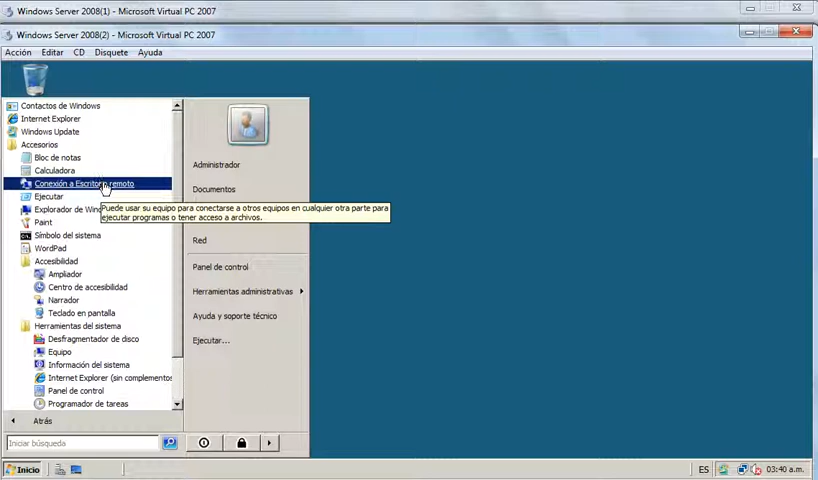 Windows Server 2008(1) - Microsoft Virtual PC 2007
Windows Server 2008(2) - Microsoft Virtual PC 2007
Acción Editar CD Disquete Ayuda
Contactos de Windows
Internet Explorer
Windows Update
Accesorios
Bloc de notas
Calculadora
Conexión a Escritorio remoto
Ejecutar
Explorador de Win
Paint
Símbolo del sistema
WordPad
Accesibilidad
Ampliador
Centro de accesibilidad
Narrador
Teclado en pantalla
Herramientas del sistema
Desfragmentador de disco
Equipo
Información del sistema
Internet Explorer (sin complementos
Panel de control
Programador de tareas
Atrás
Iniciar búsqueda
Administrador
Documentos
Puede usar su equipo para conectarse a otros equipos en cualquier otra parte para
ejecutar programas o tener acceso a archivos.
Red
Panel de control
Herramientas administrativas
Ayuda y soporte técnico
Ejecutar...
Inicio
ES
03:40 a.m.